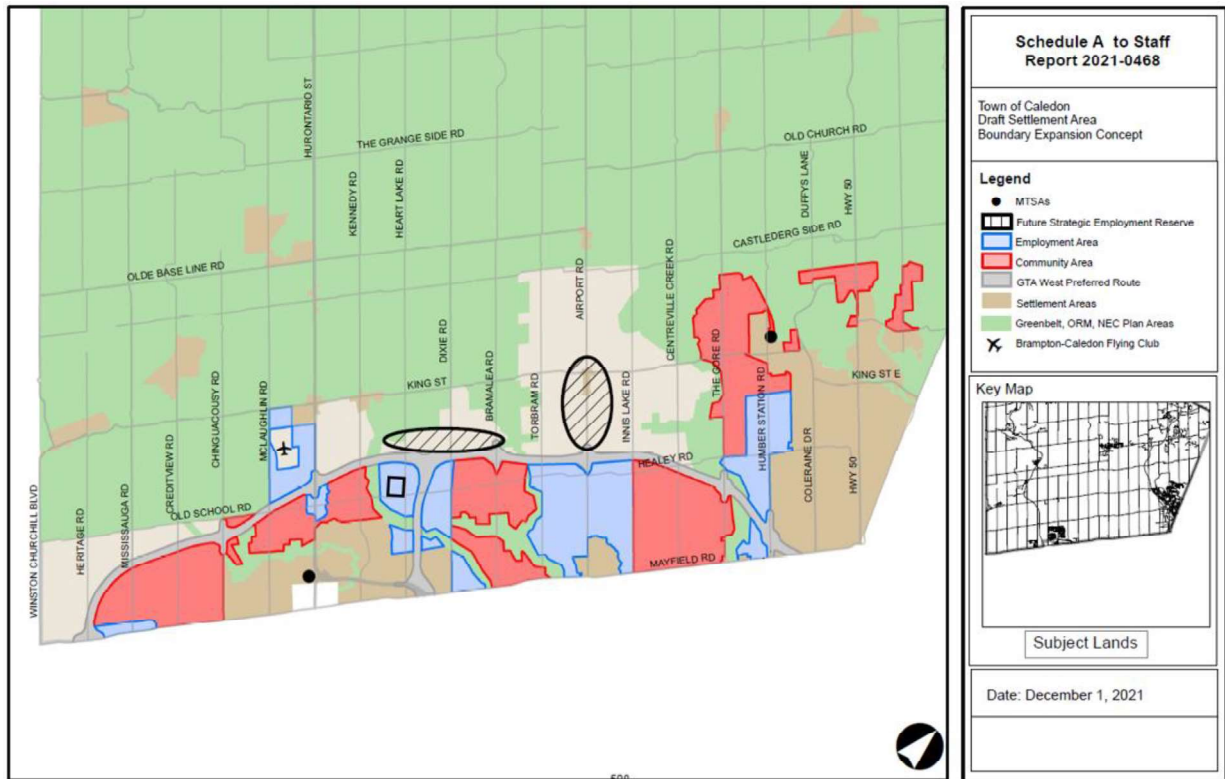 HURONTARIO ST
THE GRANGE SIDE RD
OLD CHURCH RD
KENNEDY RD
HEART LAKE RD
DUFFYS LANE
HWY 50
CASTLEDERG SIDE RD
OLDE BASE LINE RD
AIRPORT RD
CENTREVILLE CREEK RD
DIXIE RD
KING ST
BRAMALEA RD
TORBRAM RD
INNIS LAKE RD
THE GORE RD
KING ST E
HUMBER STATION RD
CHINGUACOUSY RD
MCLAUGHLIN RD
CREDITVIEW RD
HEALEY RD
COLERAINE DR
HWY 50
WINSTON CHURCHILL BLVD
HERITAGE RD
MISSISSAUGA RD
OLD SCHOOL RD
MAYFIELD RD
Schedule A to Staff
Report 2021-0468
Town of Caledon
Draft Settlement Area
Boundary Expansion Concept
Legend
MTSAs
Future Strategic Employment Reserve
Employment Area
Community Area
GTA West Preferred Route
Settlement Areas
Greenbelt, ORM, NEC Plan Areas
Brampton-Caledon Flying Club
Key Map
Subject Lands
Date: December 1, 2021